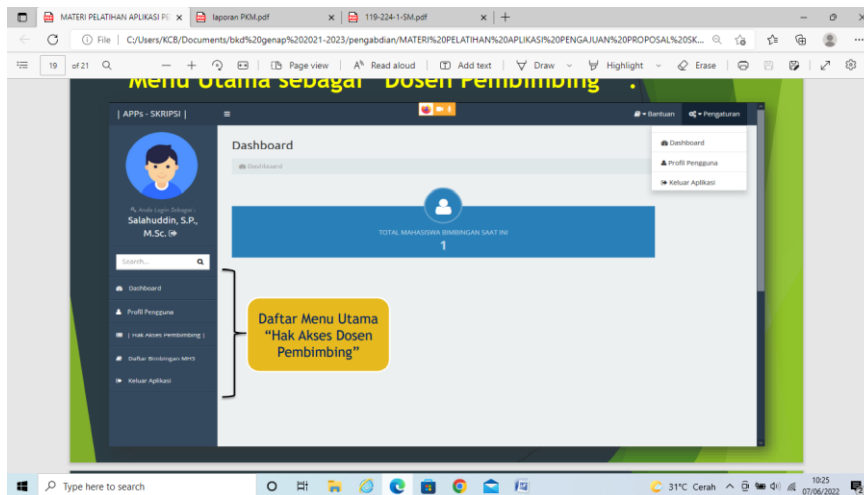 MATERI PELATIHAN APLIKASI PE
laporan PKM.pdf
119-224-1-SM.pdf
File
C:/Users/KCB/Documents/bkd%20genap%202021-2023/pengabdian/MATERI%20PELATIHAN%20APLIKASI%20PENGAJUAN%20PROPOSAL%20SK...
19 of 21
Page view
Read aloud
Add text
Draw
Highlight
Erase
Menu Utama sebagai "Dosen Pembimbing" :
| APPs - SKRIPSI |
Bantuan
Pengaturan
Dashboard
Profil Pengguna
Keluar Aplikasi
Dashboard
Dashboard
Anda Login Sebagai :
Salahuddin, S.P.,
M.Sc.
Search...
TOTAL MAHASISWA BIMBINGAN SAAT INI
1
Dashboard
Profil Pengguna
| Hak Akses Pembimbing |
Daftar Bimbingan MHS
Keluar Aplikasi
Daftar Menu Utama
“Hak Akses Dosen
Pembimbing”
Type here to search
31°C Cerah
10:25
07/06/2022